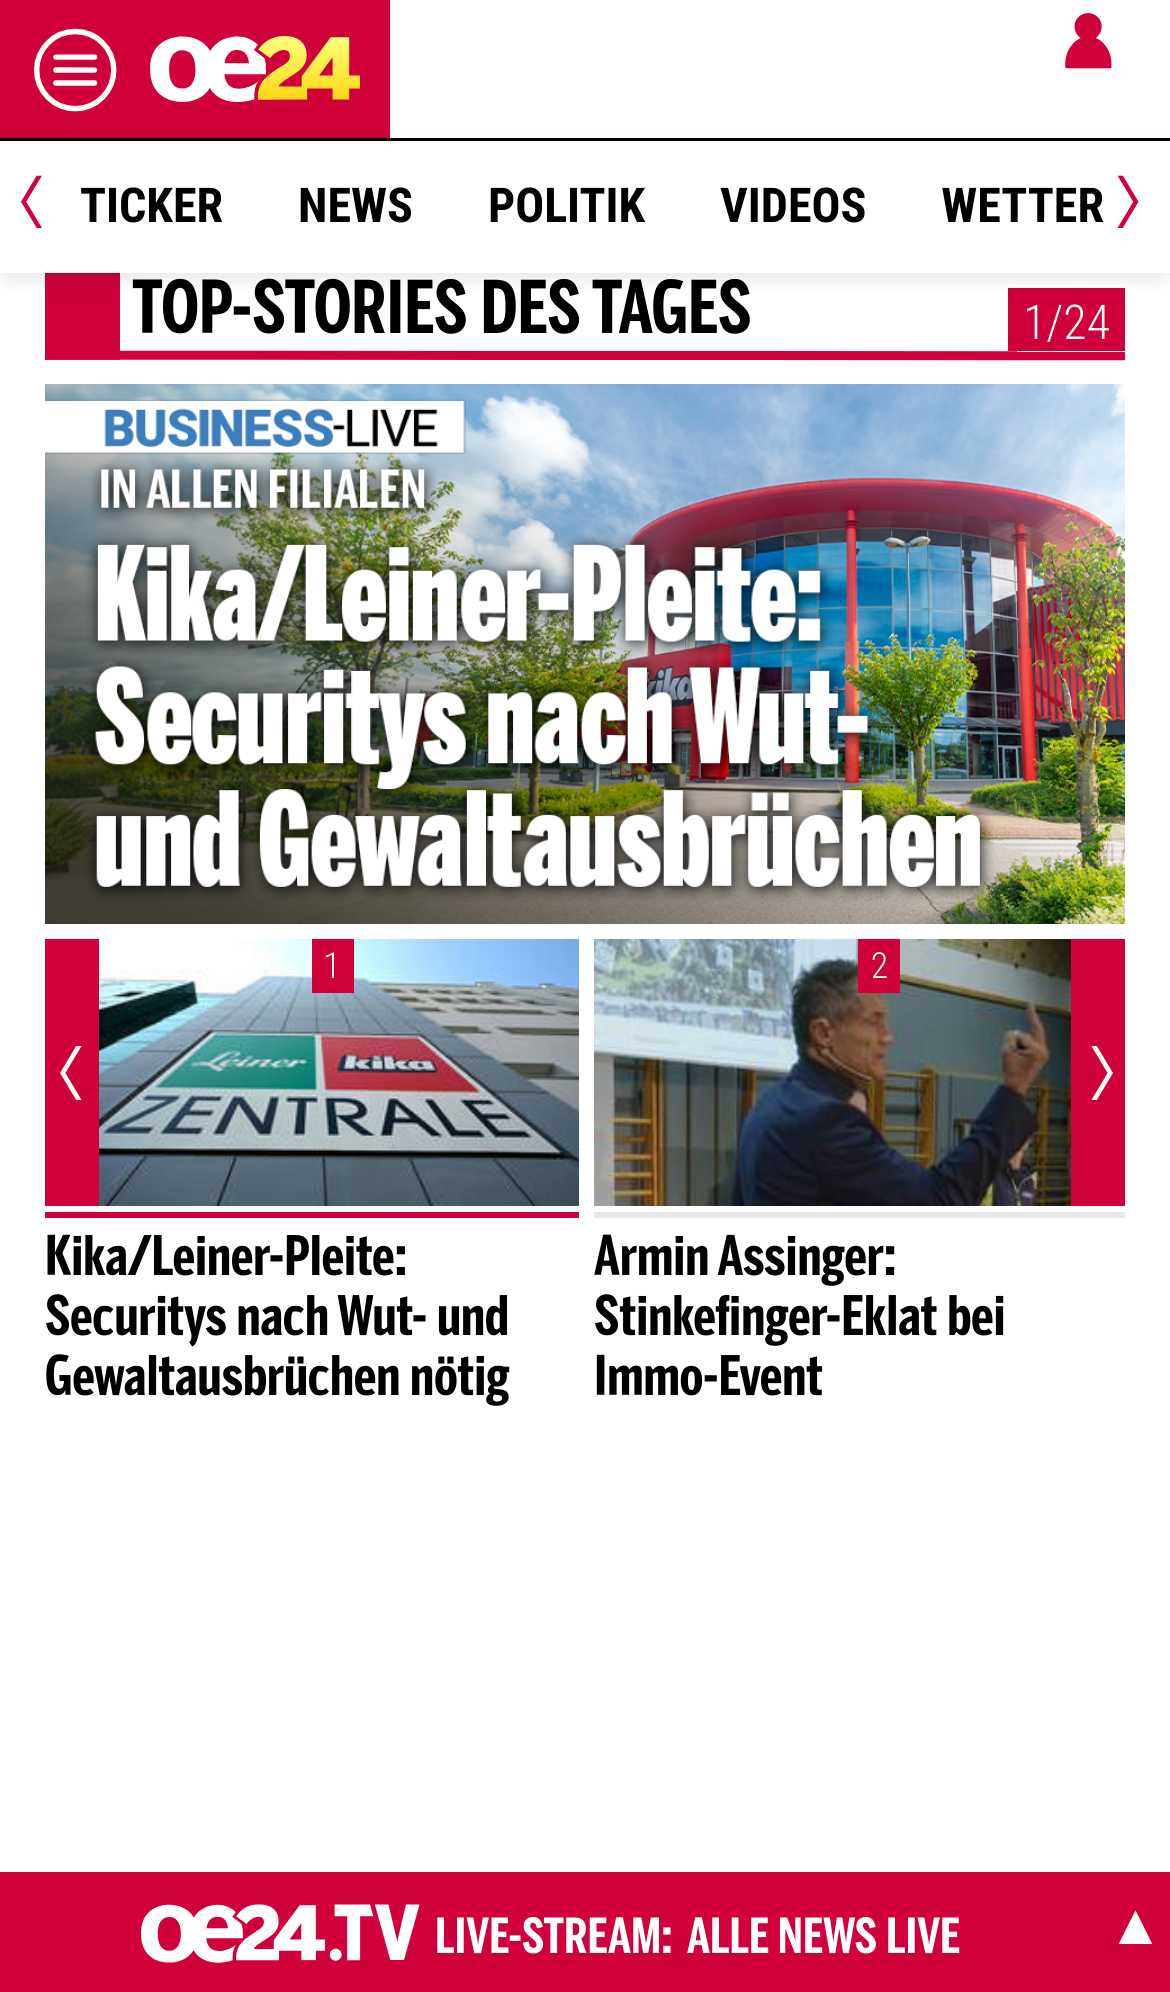 oe24
TICKER NEWS POLITIK VIDEOS WETTER
TOP-STORIES DES TAGES
1/24
BUSINESS-LIVE
IN ALLEN FILIALEN
Kika/Leiner-Pleite:
kika
Securitys nach Wut-
und Gewaltausbrüchen
1
Leiner kika
ZENTRALE
2
Kika/Leiner-Pleite:
Securitys nach Wut- und
Gewaltausbrüchen nötig
Armin Assinger:
Stinkefinger-Eklat bei
Immo-Event
oe24.TV LIVE-STREAM: ALLE NEWS LIVE